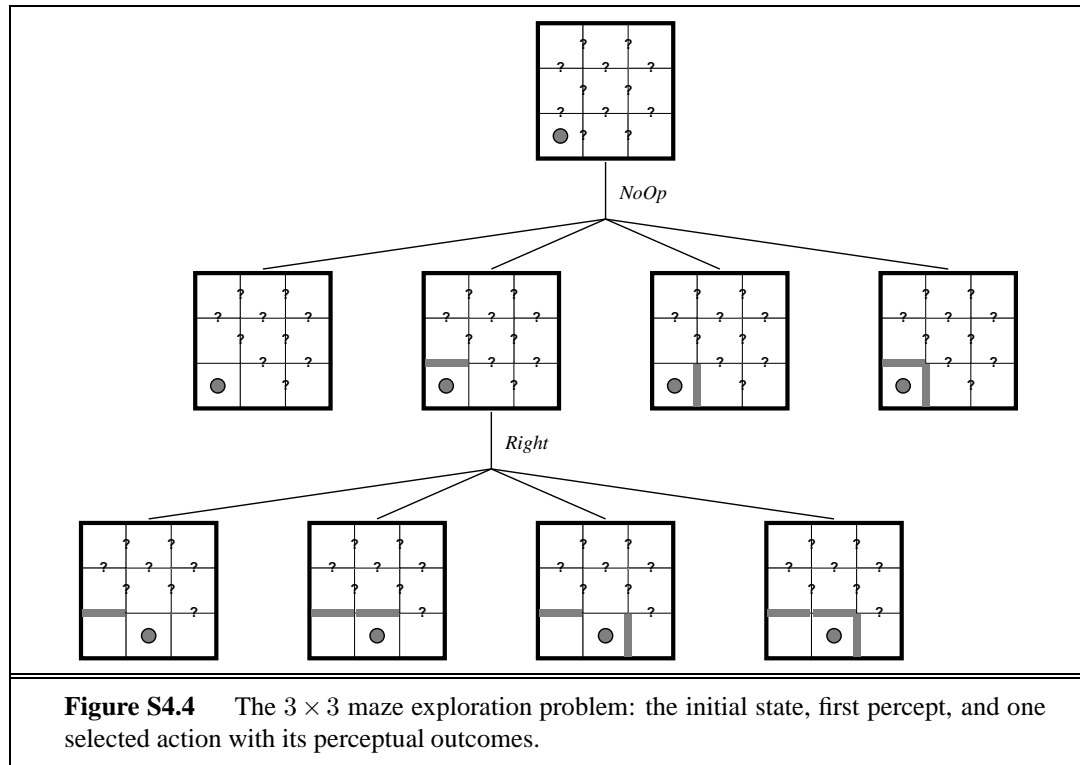 ? ?
? ? ?
? ?
? ? ?
? ?
NoOp
? ? ? ? ? ? ? ?
? ? ? ? ? ? ? ? ? ? ? ?
? ? ? ? ? ? ? ?
? ? ? ? ? ? ? ?
? ? ? ?
Right
? ? ? ? ? ? ? ?
? ? ? ? ? ? ? ? ? ? ? ?
? ? ? ? ? ? ? ?
? ? ? ?
Figure S4.4 The 3 × 3 maze exploration problem: the initial state, first percept, and one
selected action with its perceptual outcomes.